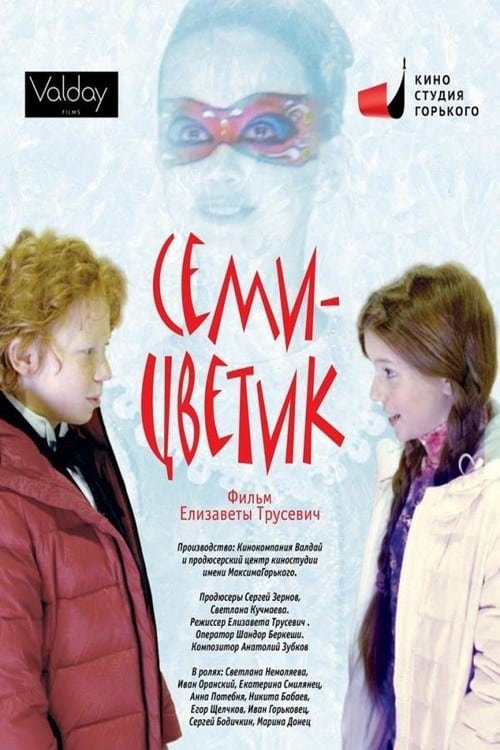 Valday
FILMS
КИНО
СТУДИЯ
ГОРЬКОГО
СЕМИ-
ЦВЕТИК
Фильм
Елизаветы Трусевич
Производство: Кинокомпания Валдай
и продюсерский центр киностудии
имени МаксимаГорького.
Продюсеры Сергей Зернов,
Светлана Кучмаева.
Режиссер Елизавета Трусевич .
Оператор Шандор Беркеши.
Композитор Анатолий Зубков
В ролях: Светлана Немоляева,
Иван Оранский, Екатерина Смилянец,
Анна Потебня, Никита Бабаев,
Егор Щелчков, Иван Горьковец,
Сергей Бодичкин, Марина Донец